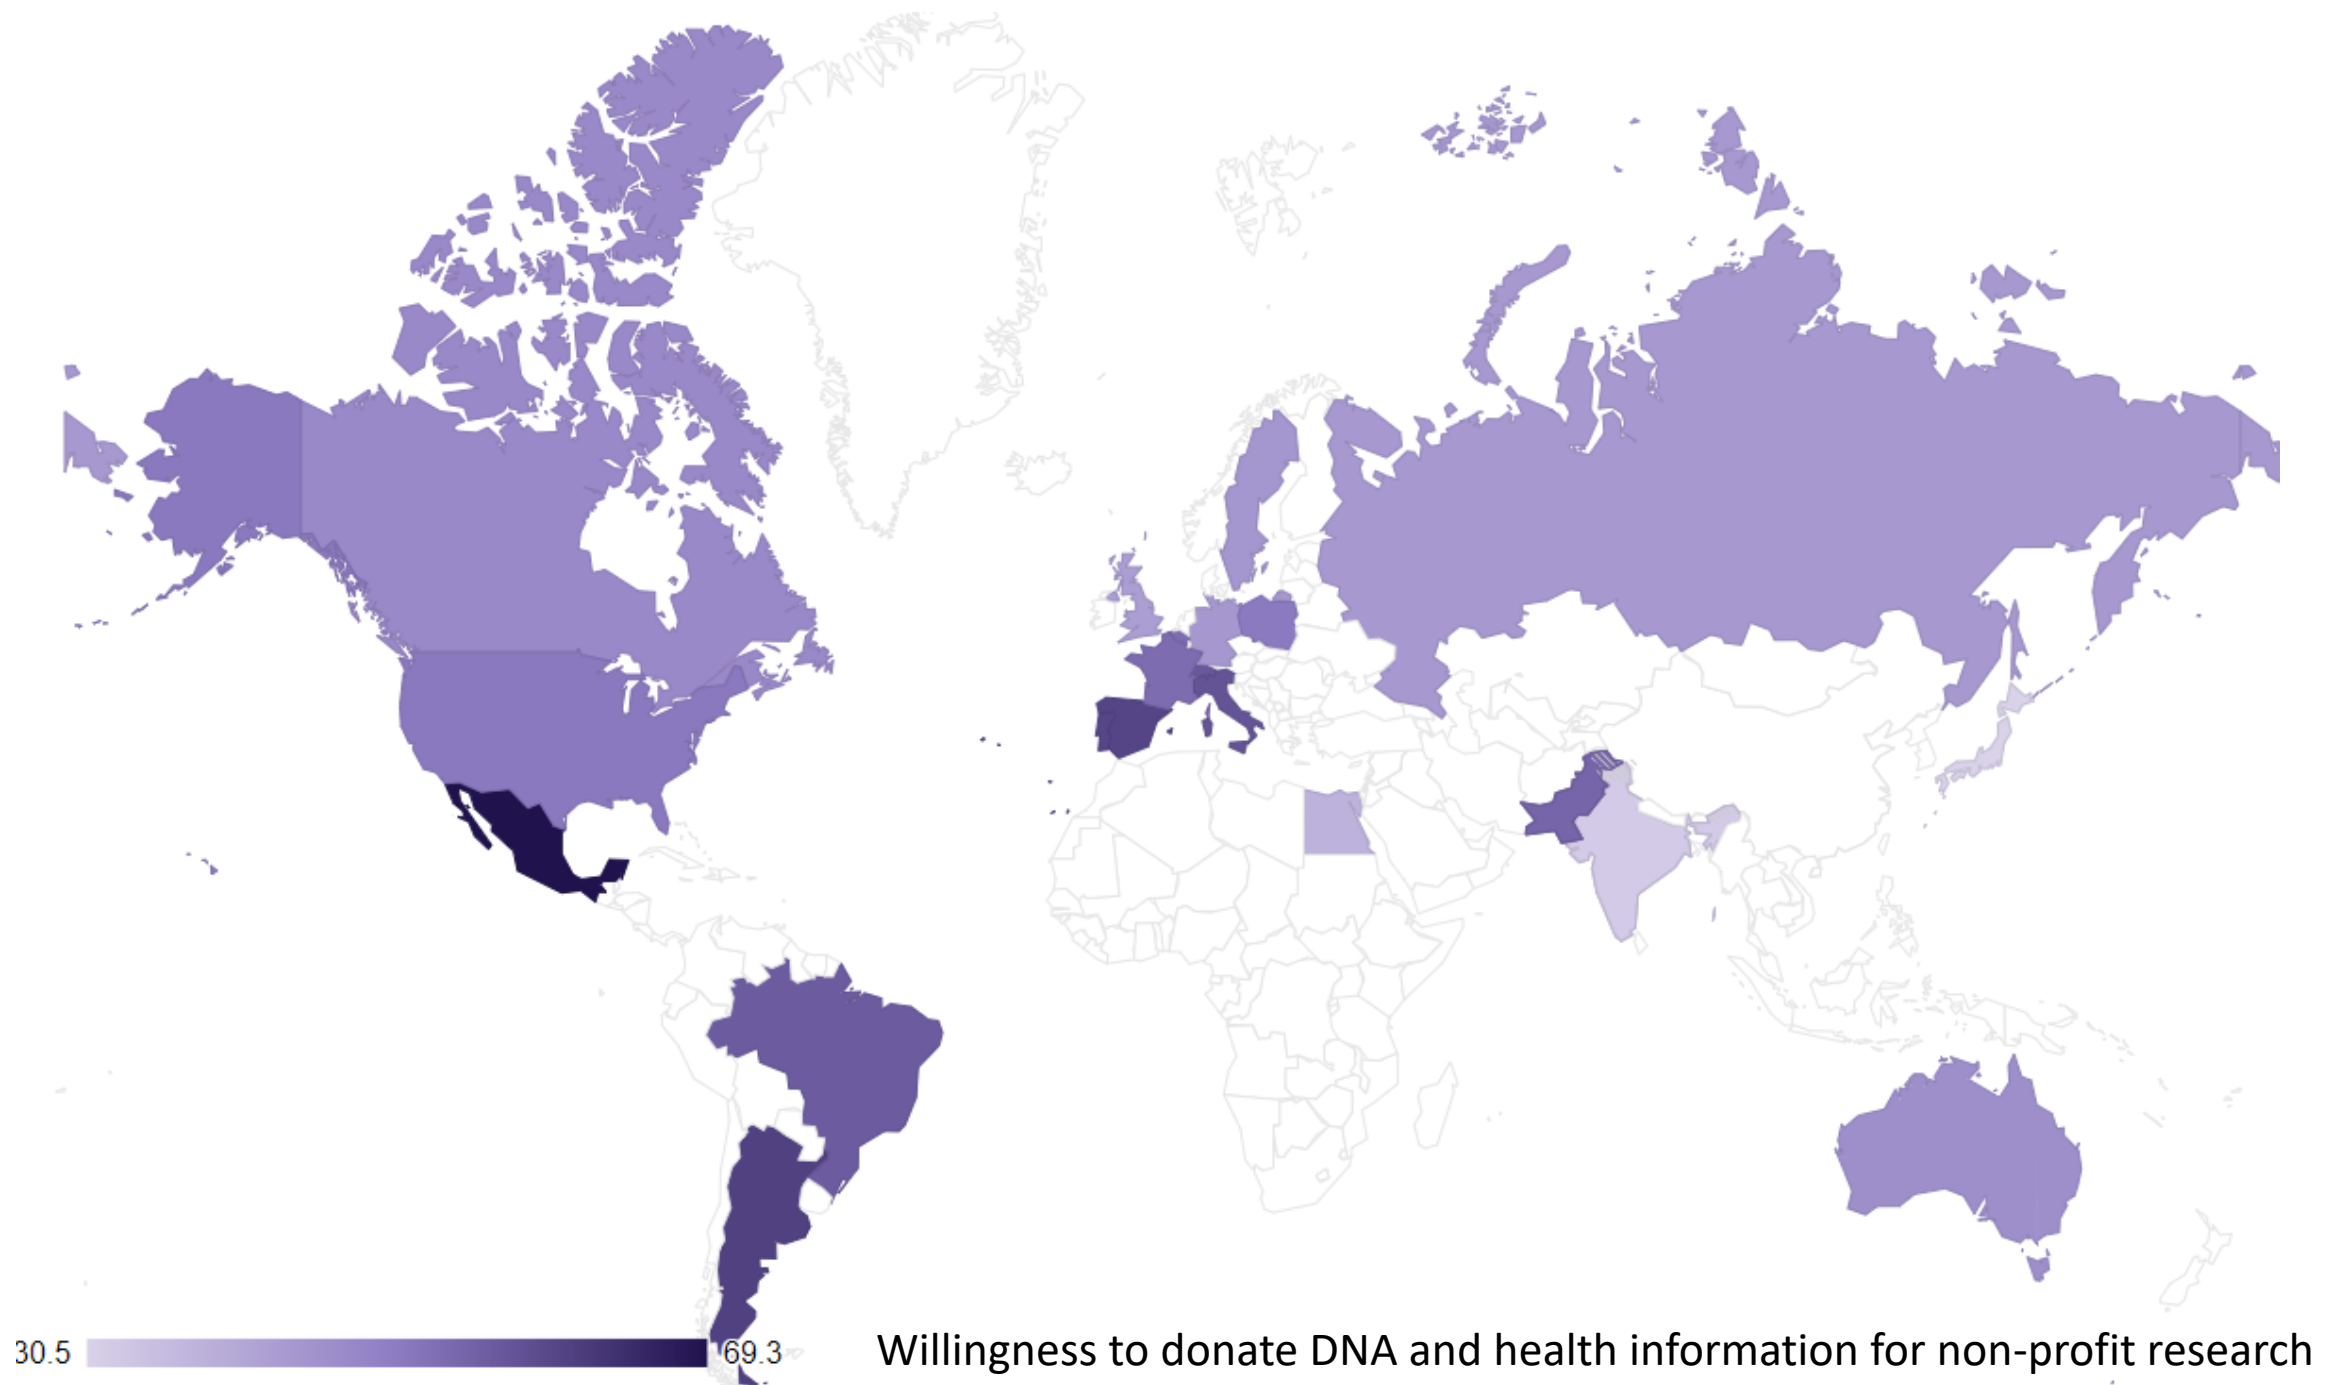 30.5
69.3
Willingness to donate DNA and health information for non-profit research